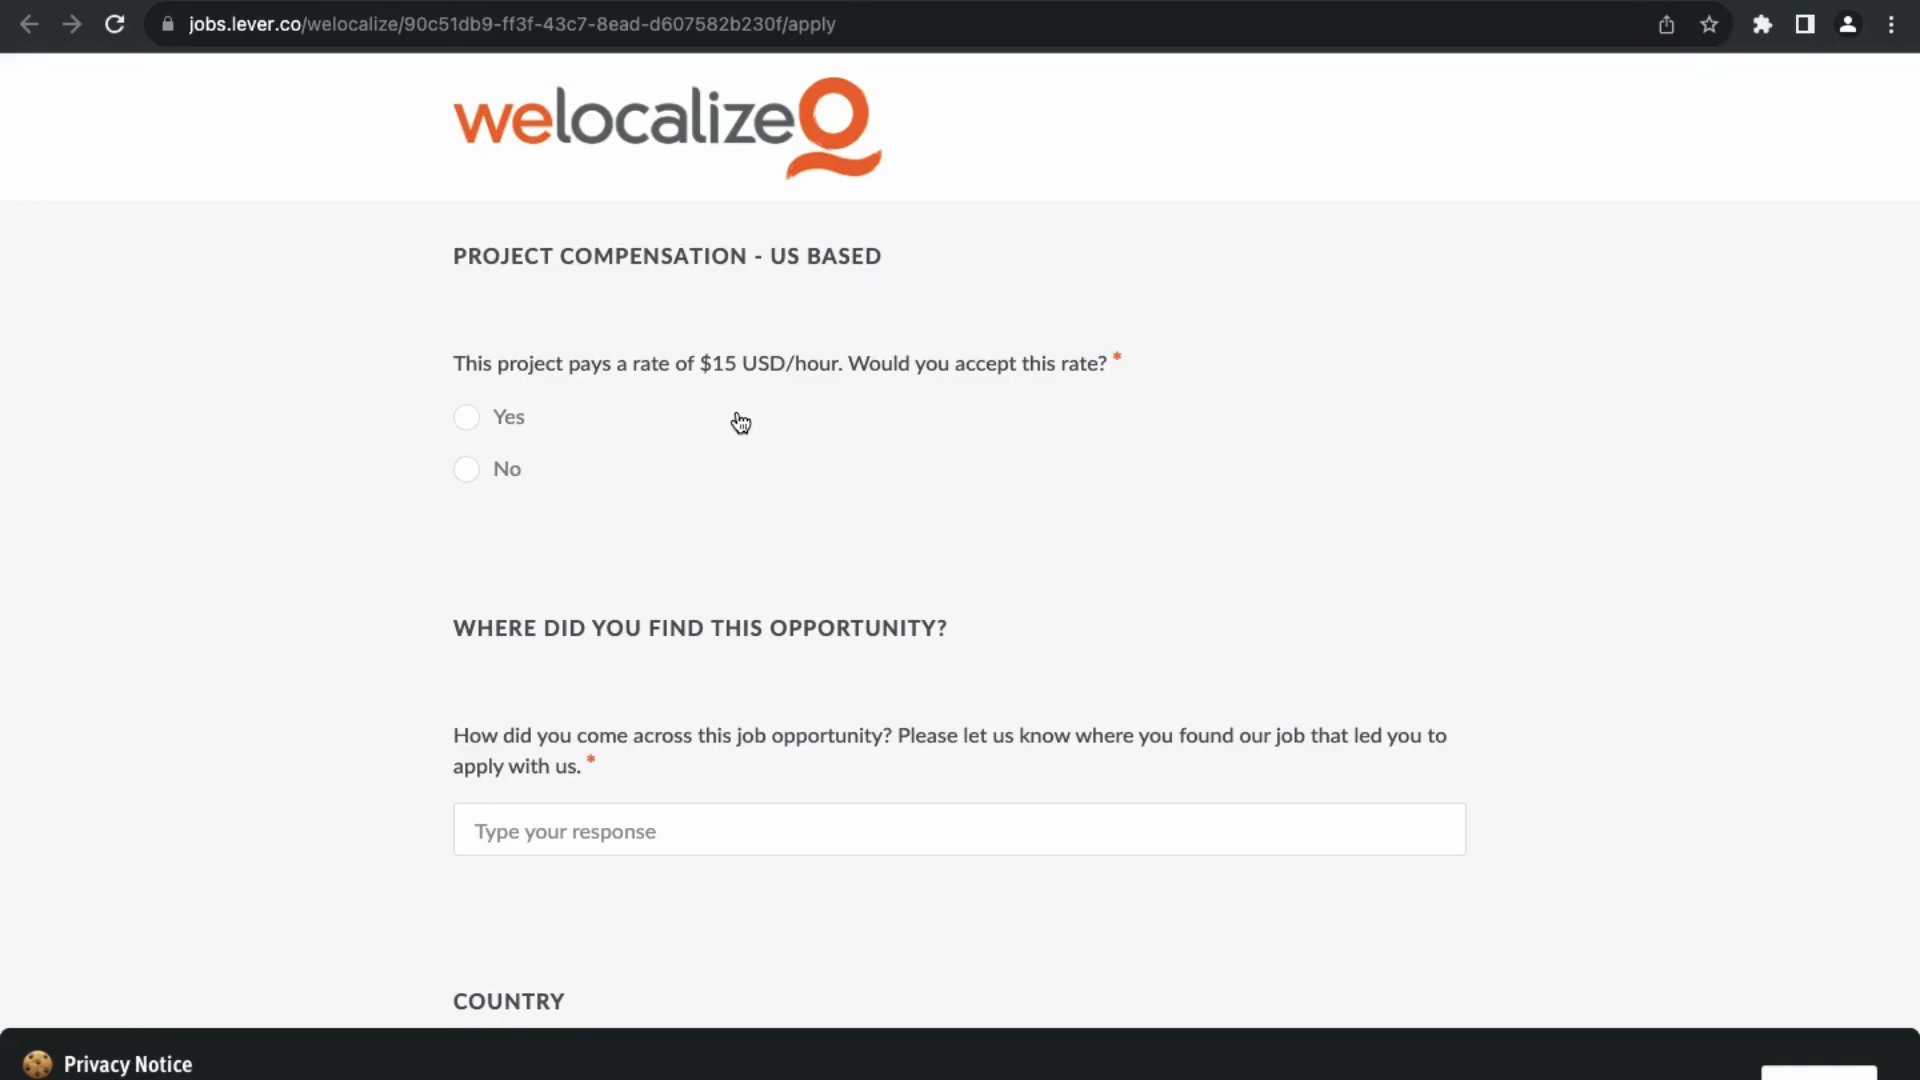 jobs.lever.co/welocalize/90c51db9-ff3f-43c7-8ead-d607582b230f/apply
welocalize
PROJECT COMPENSATION - US BASED
This project pays a rate of $15 USD/hour. Would you accept this rate? *
Yes
No
WHERE DID YOU FIND THIS OPPORTUNITY?
How did you come across this job opportunity? Please let us know where you found our job that led you to
apply with us. *
Type your response
COUNTRY
Privacy Notice